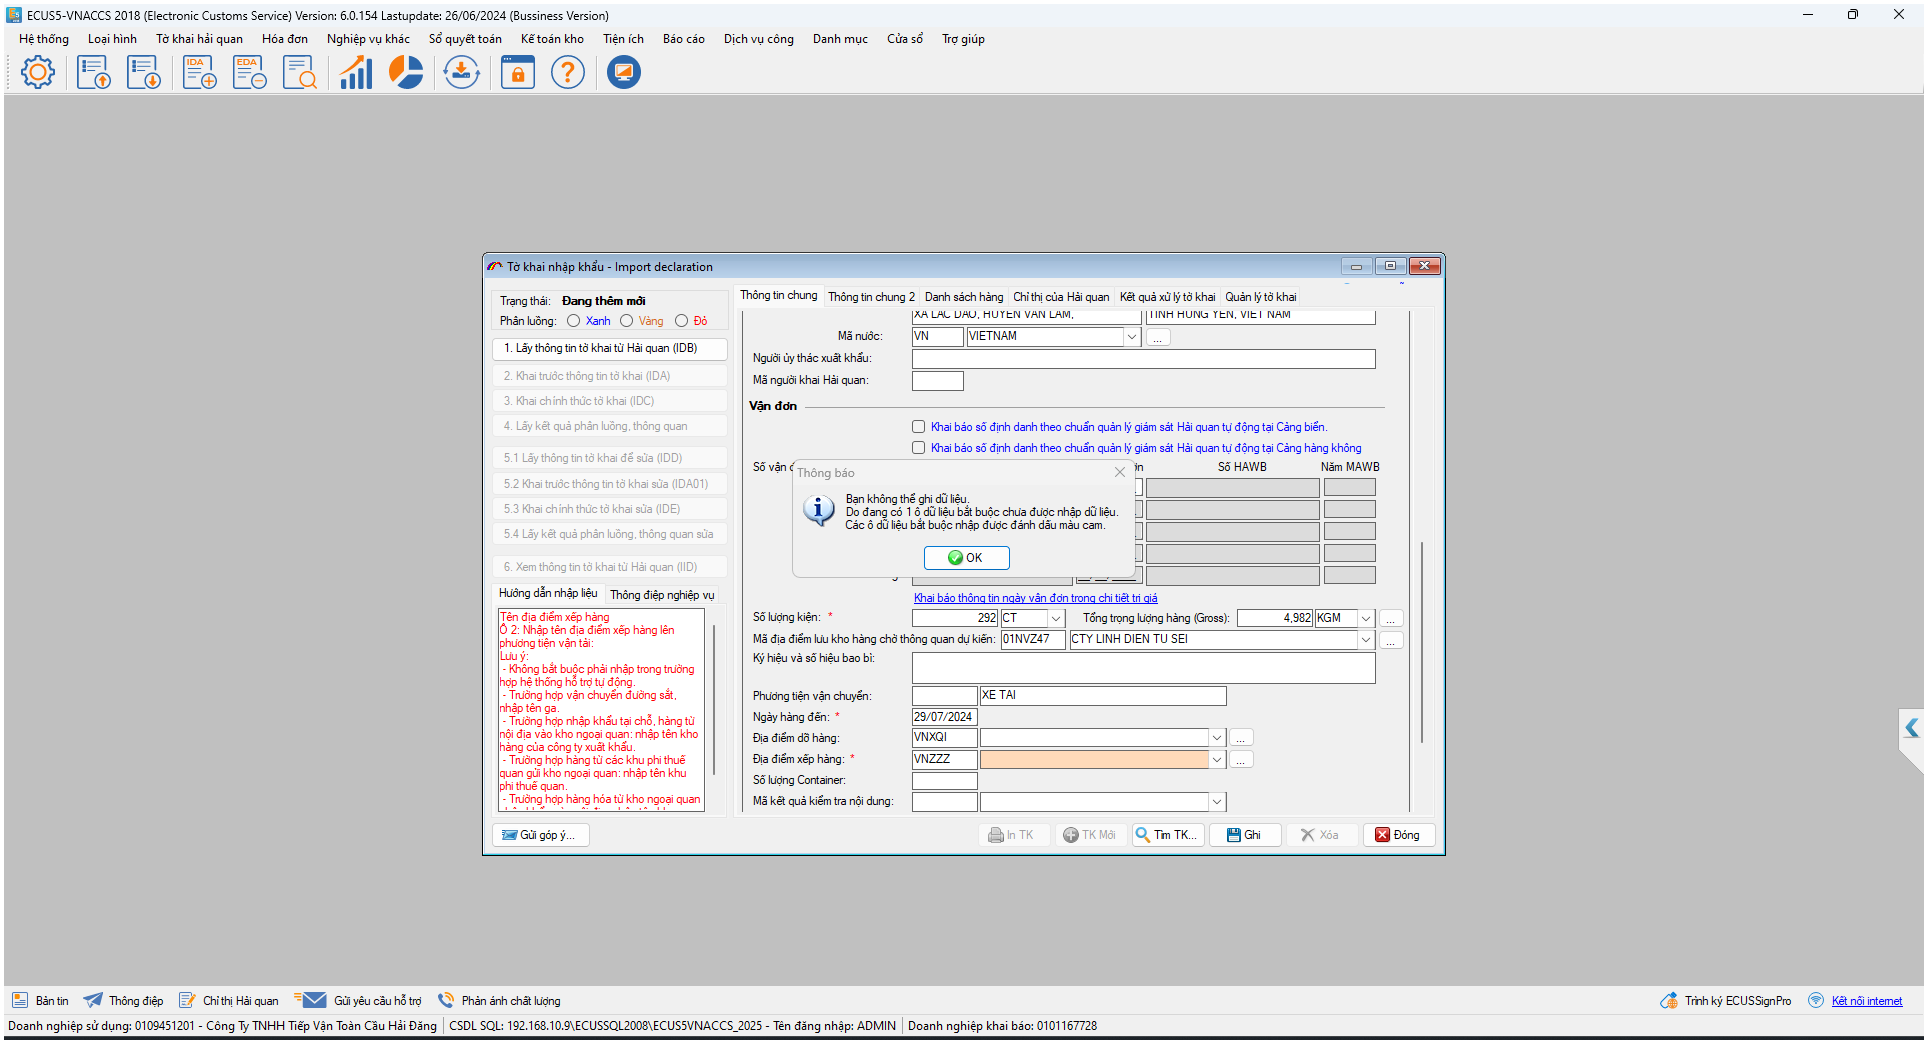 ECUS5-VNACCS 2018 (Electronic Customs Service) Version: 6.0.154 Lastupdate: 26/06/2024 (Bussiness Version)
Hệ thống Loại hình Tờ khai hải quan Hóa đơn Nghiệp vụ khác Sổ quyết toán Kế toán kho Tiện ích Báo cáo Dịch vụ công Danh mục Cửa sổ Trợ giúp
IDA EDA
Tờ khai nhập khẩu - Import declaration
Trạng thái: Đang thêm mới
Phân luồng: Xanh Vàng Đỏ
1. Lấy thông tin tờ khai từ Hải quan (IDB)
2. Khai trước thông tin tờ khai (IDA)
3. Khai chính thức tờ khai (IDC)
4. Lấy kết quả phân luồng, thông quan
5.1 Lấy thông tin tờ khai để sửa (IDD)
5.2 Khai trước thông tin tờ khai sửa (IDA01)
5.3 Khai chính thức tờ khai sửa (IDE)
5.4 Lấy kết quả phân luồng, thông quan sửa
6. Xem thông tin tờ khai từ Hải quan (IID)
Hướng dẫn nhập liệu Thông điệp nghiệp vụ
Tên địa điểm xếp hàng
Ô 2: Nhập tên địa điểm xếp hàng lên
phương tiện vận tải:
Lưu ý:
- Không bắt buộc phải nhập trong trường
hợp hệ thống hỗ trợ tự động.
- Trường hợp vận chuyển đường sắt,
nhập tên ga.
- Trường hợp nhập khẩu tại chỗ, hàng từ
nội địa vào kho ngoại quan: nhập tên kho
hàng của công ty xuất khẩu.
- Trường hợp hàng từ các khu phi thuế
quan gửi kho ngoại quan: nhập tên khu
phi thuế quan.
- Trường hợp hàng hóa từ kho ngoại quan
Gửi góp ý...
Thông tin chung Thông tin chung 2 Danh sách hàng Chỉ thị của Hải quan Kết quả xử lý tờ khai Quản lý tờ khai
XA LAC DAO, HUYEN VAN LAM, TINH HUNG YEN, VIET NAM
Mã nước: VN VIETNAM ...
Người ủy thác xuất khẩu:
Mã người khai Hải quan:
Vận đơn
Khai báo số định danh theo chuẩn quản lý giám sát Hải quan tự động tại Cảng biển.
Khai báo số định danh theo chuẩn quản lý giám sát Hải quan tự động tại Cảng hàng không
Số vận Số HAWB Năm MAWB
Thông báo
Bạn không thể ghi dữ liệu.
Do đang có 1 ô dữ liệu bắt buộc chưa được nhập dữ liệu.
Các ô dữ liệu bắt buộc nhập được đánh dấu màu cam.
OK
Khai báo thông tin ngày vận đơn trong chi tiết trị giá
Số lượng kiện: * 292 CT Tổng trọng lượng hàng (Gross): 4,982 KGM ...
Mã địa điểm lưu kho hàng chờ thông quan dự kiến: 01NVZ47 CTY LINH DIEN TU SEI ...
Ký hiệu và số hiệu bao bì:
Phương tiện vận chuyển: XE TAI
Ngày hàng đến: * 29/07/2024
Địa điểm dỡ hàng: VNXQI ...
Địa điểm xếp hàng: * VNZZZ ...
Số lượng Container:
Mã kết quả kiểm tra nội dung:
In TK TK Mới Tìm TK... Ghi Xóa Đóng
Bản tin Thông điệp Chỉ thị Hải quan Gửi yêu cầu hỗ trợ Phản ánh chất lượng Trình ký ECUSSignPro Kết nối internet
Doanh nghiệp sử dụng: 0109451201 - Công Ty TNHH Tiếp Vận Toàn Cầu Hải Đăng CSDL SQL: 192.168.10.9\ECUSSQL2008\ECUS5VNACCS_2025 - Tên đăng nhập: ADMIN Doanh nghiệp khai báo: 0101167728